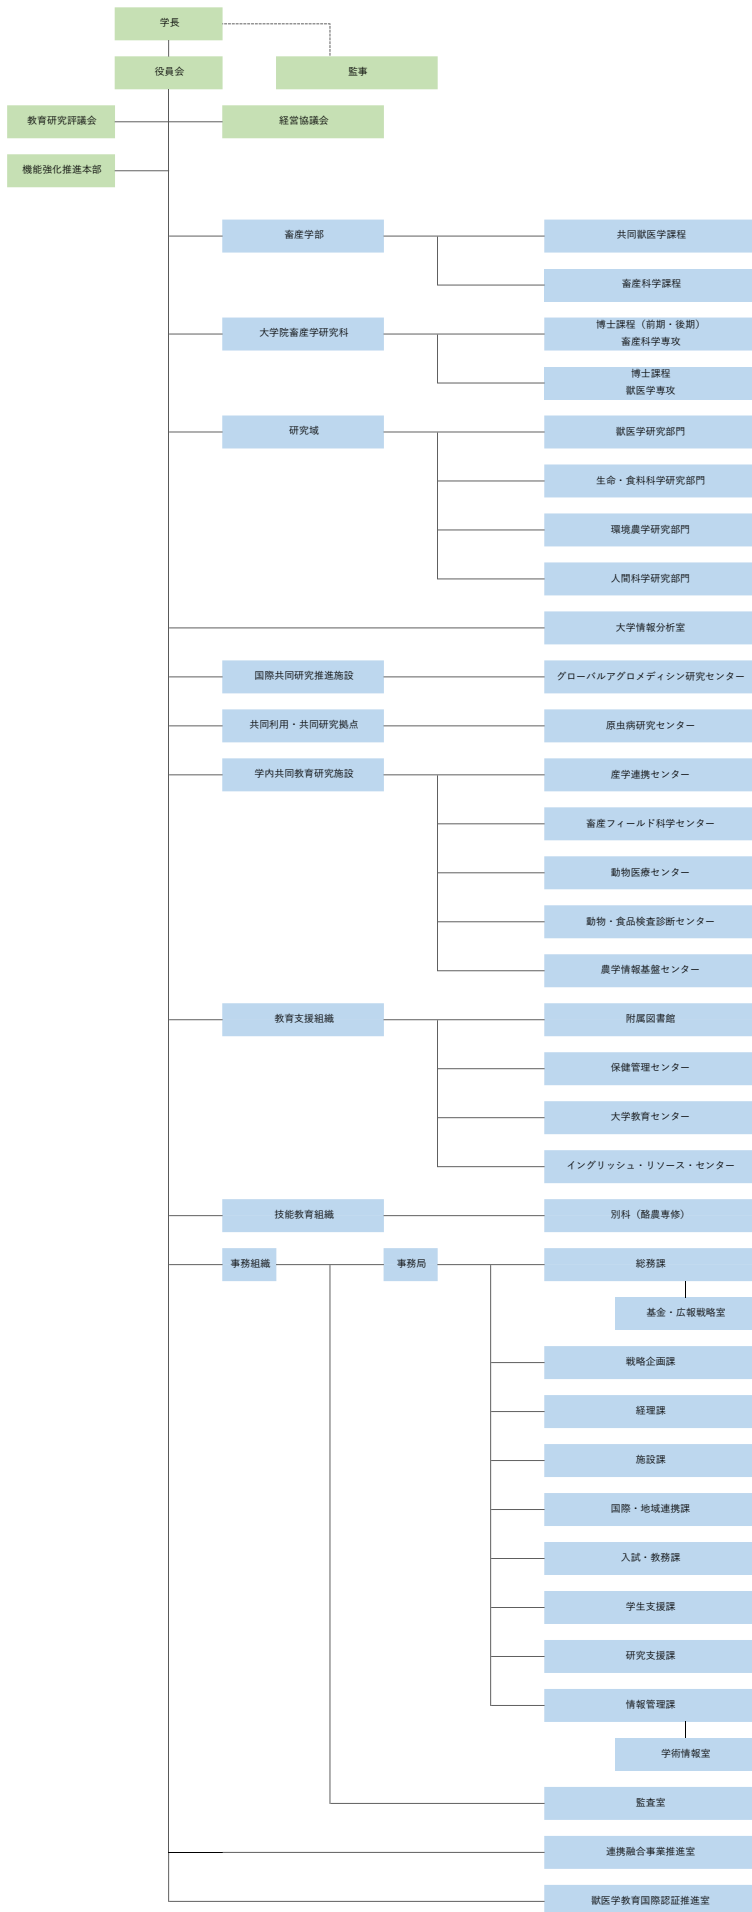 学長
役員会
監事
教育研究評議会
経営協議会
機能強化推進本部
畜産学部
共同獣医学課程
畜産科学課程
大学院畜産学研究科
博士課程（前期・後期）
畜産科学専攻
博士課程
獣医学専攻
研究域
獣医学研究部門
生命・食料科学研究部門
環境農学研究部門
人間科学研究部門
大学情報分析室
国際共同研究推進施設
グローバルアグロメディシン研究センター
共同利用・共同研究拠点
原虫病研究センター
学内共同教育研究施設
産学連携センター
畜産フィールド科学センター
動物医療センター
動物・食品検査診断センター
農学情報基盤センター
教育支援組織
附属図書館
保健管理センター
大学教育センター
イングリッシュ・リソース・センター
技能教育組織
別科（酪農専修）
事務組織
事務局
総務課
基金・広報戦略室
戦略企画課
経理課
施設課
国際・地域連携課
入試・教務課
学生支援課
研究支援課
情報管理課
学術情報室
監査室
連携融合事業推進室
獣医学教育国際認証推進室